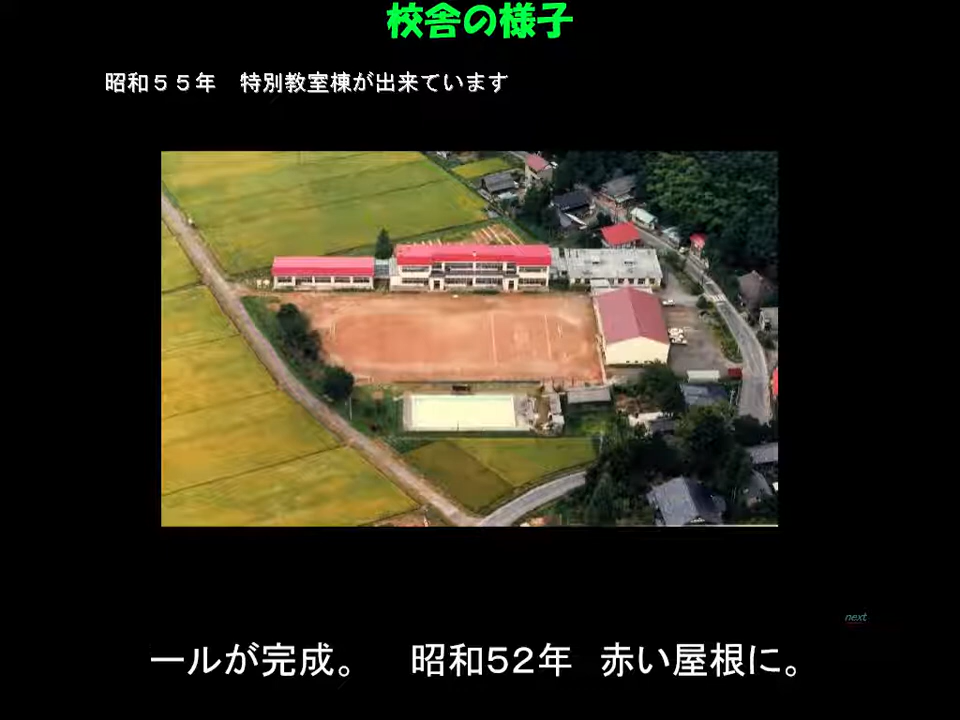 校舎の様子
昭和５５年　特別教室棟が出来ています
next
ールが完成。　昭和52年　赤い屋根に。